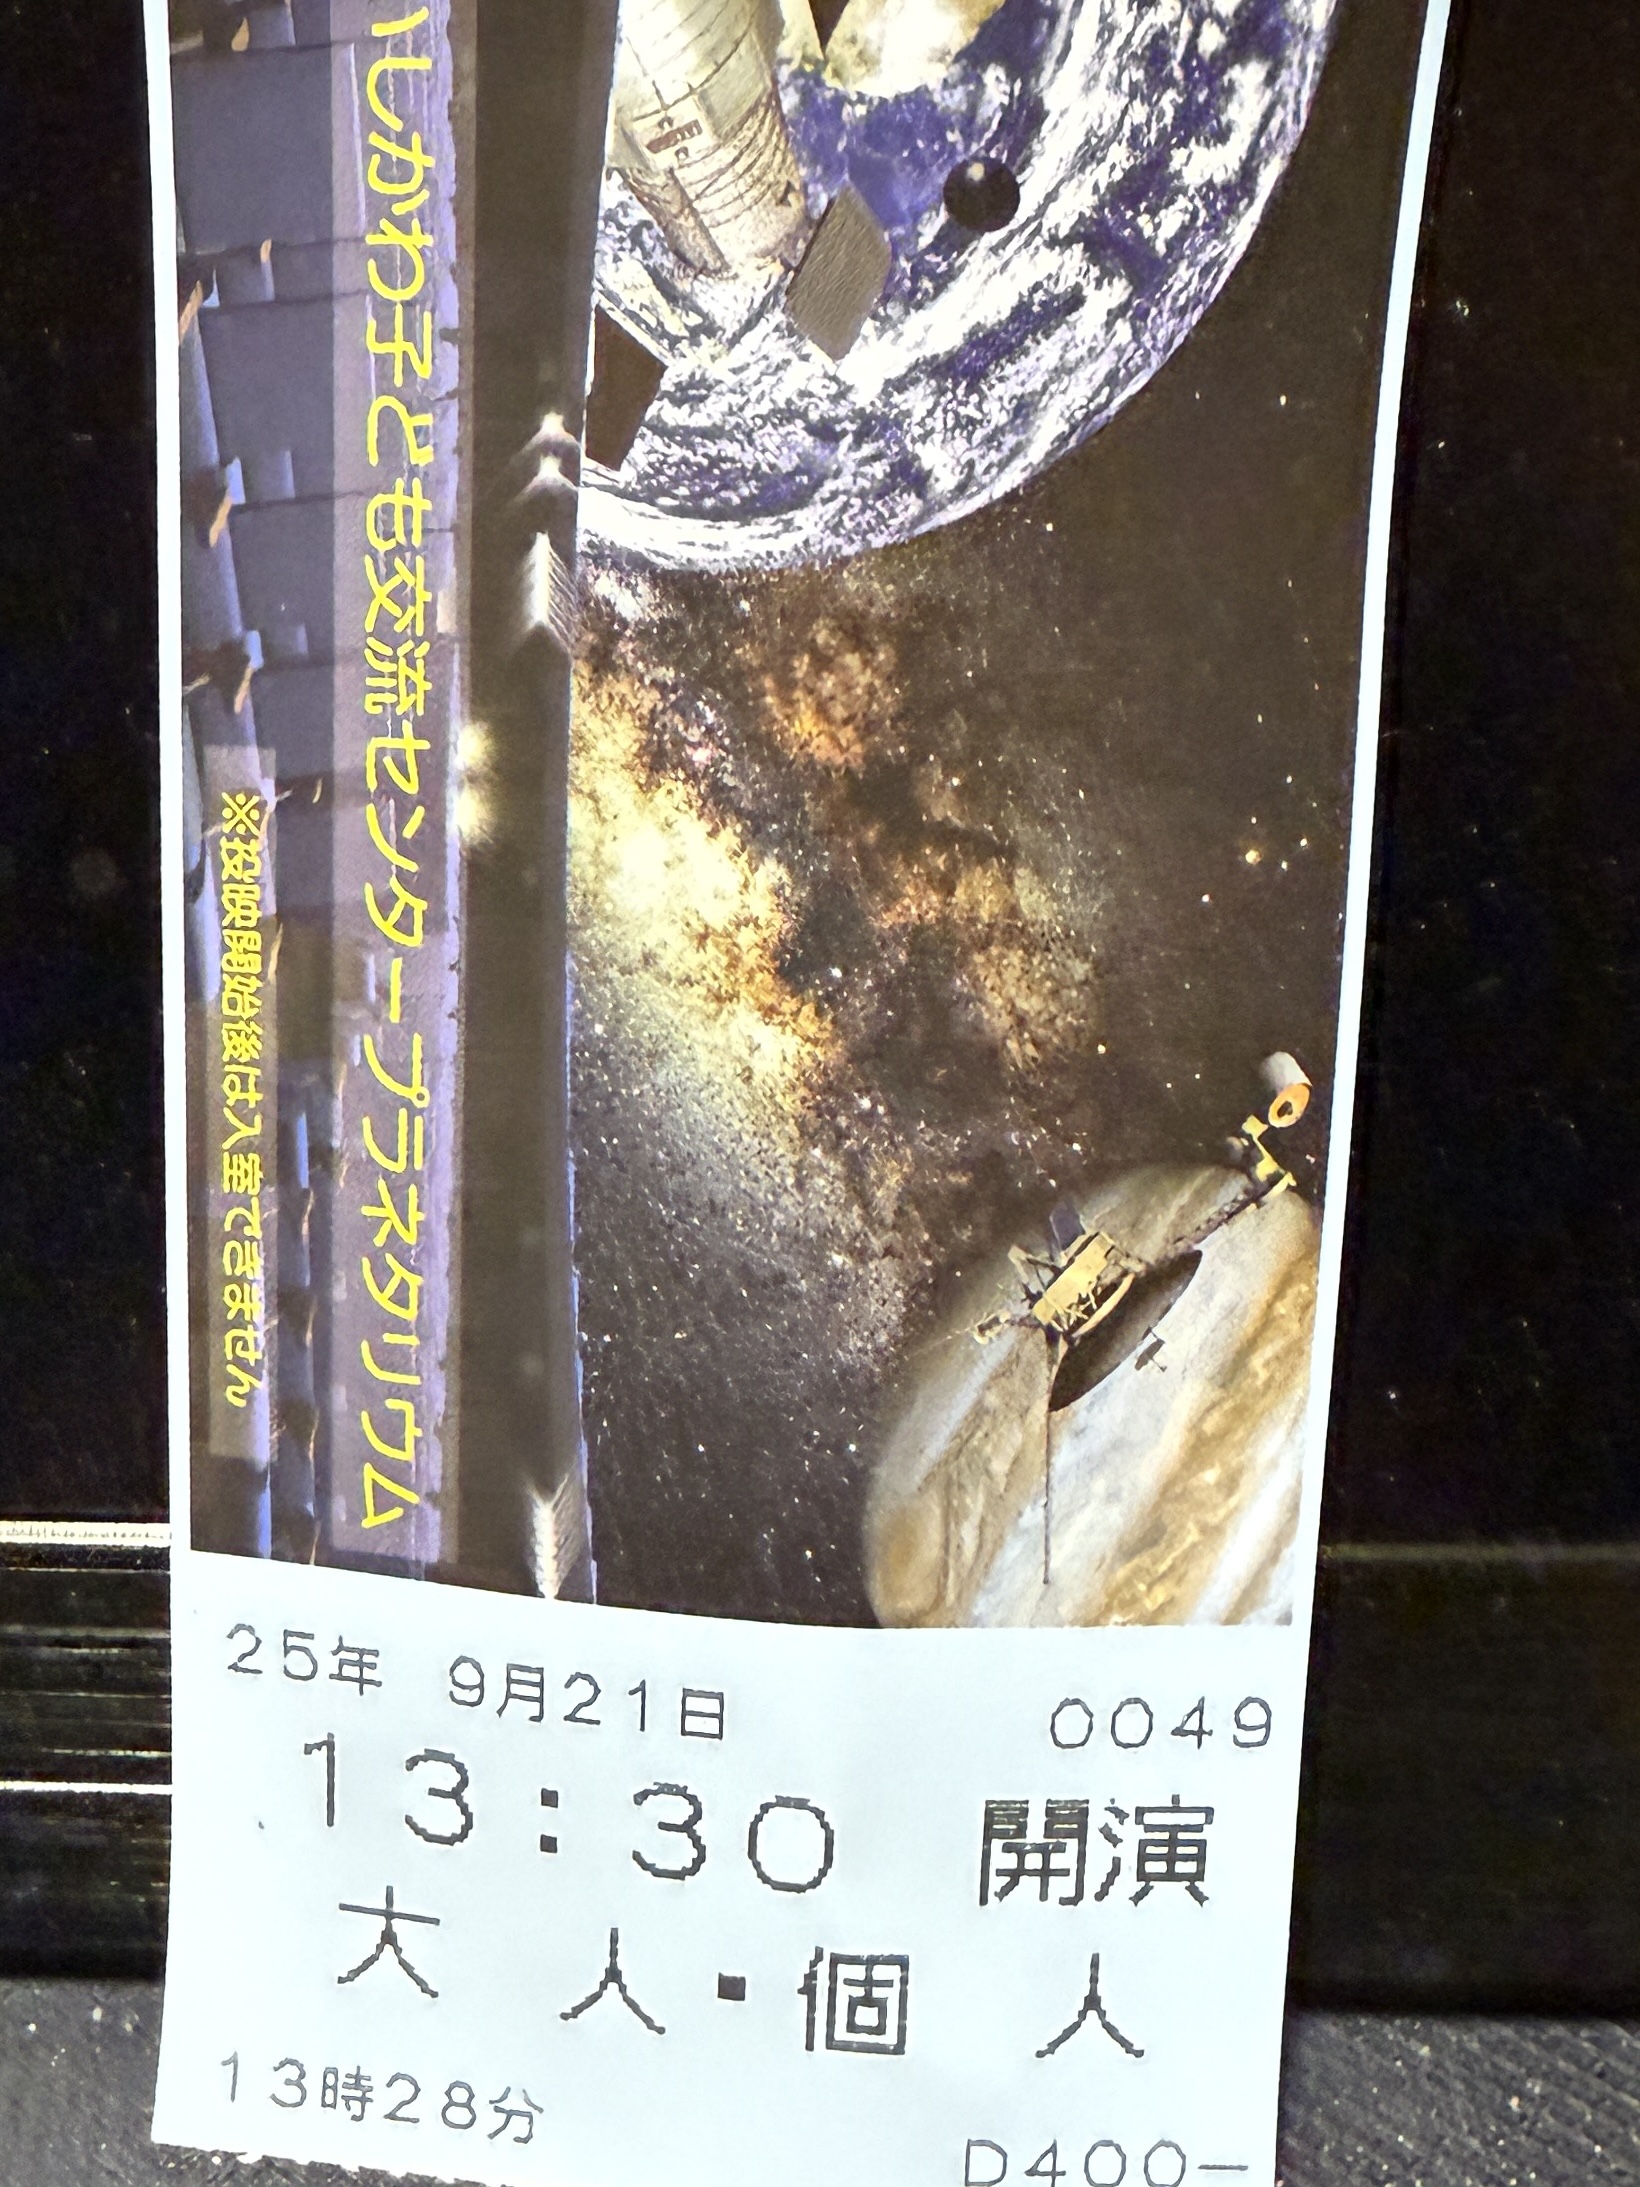 いしかわ子ども交流センタープラネタリウム
※投映開始後は入室できません
25年 9月21日 0049
13:30 開演
大人・個人
13時28分
D400−